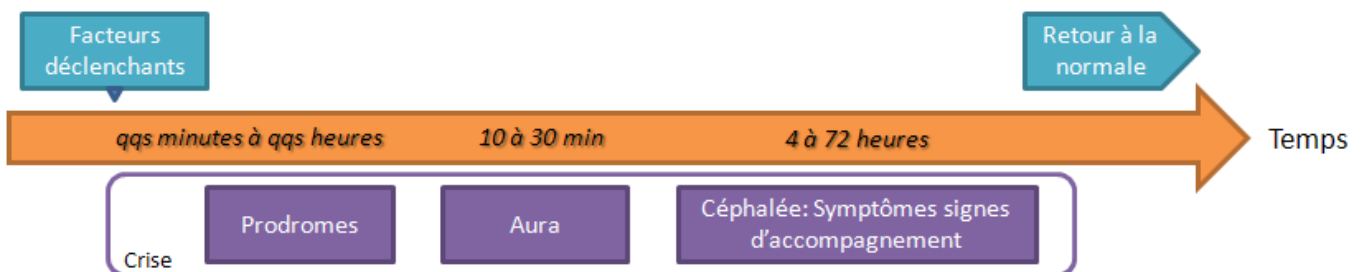 Facteurs
déclenchants
Retour à la
normale
qqs minutes à qqs heures
10 à 30 min
4 à 72 heures
Temps
Prodromes
Aura
Céphalée: Symptômes signes
d'accompagnement
Crise